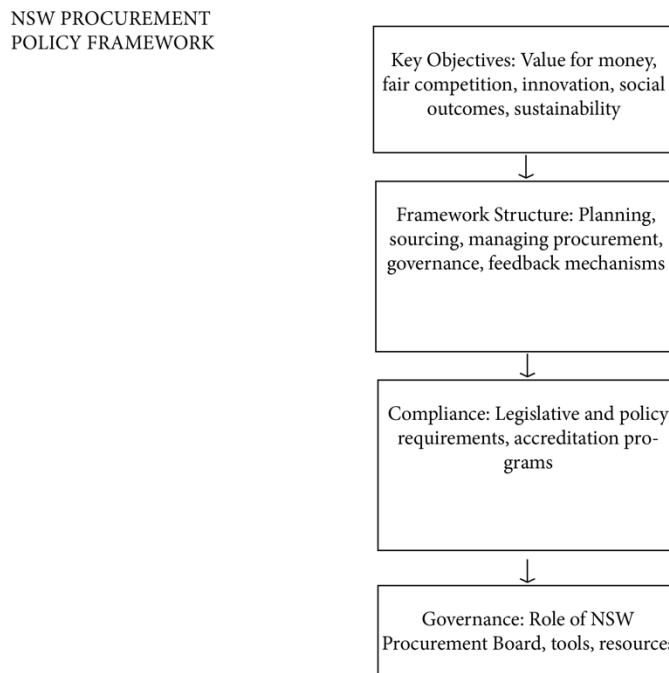 NSW PROCUREMENT
POLICY FRAMEWORK
Key Objectives: Value for money,
fair competition, innovation, social
outcomes, sustainability
Framework Structure: Planning,
sourcing, managing procurement,
governance, feedback mechanisms
Compliance: Legislative and policy
requirements, accreditation pro-
grams
Governance: Role of NSW
Procurement Board, tools, resources